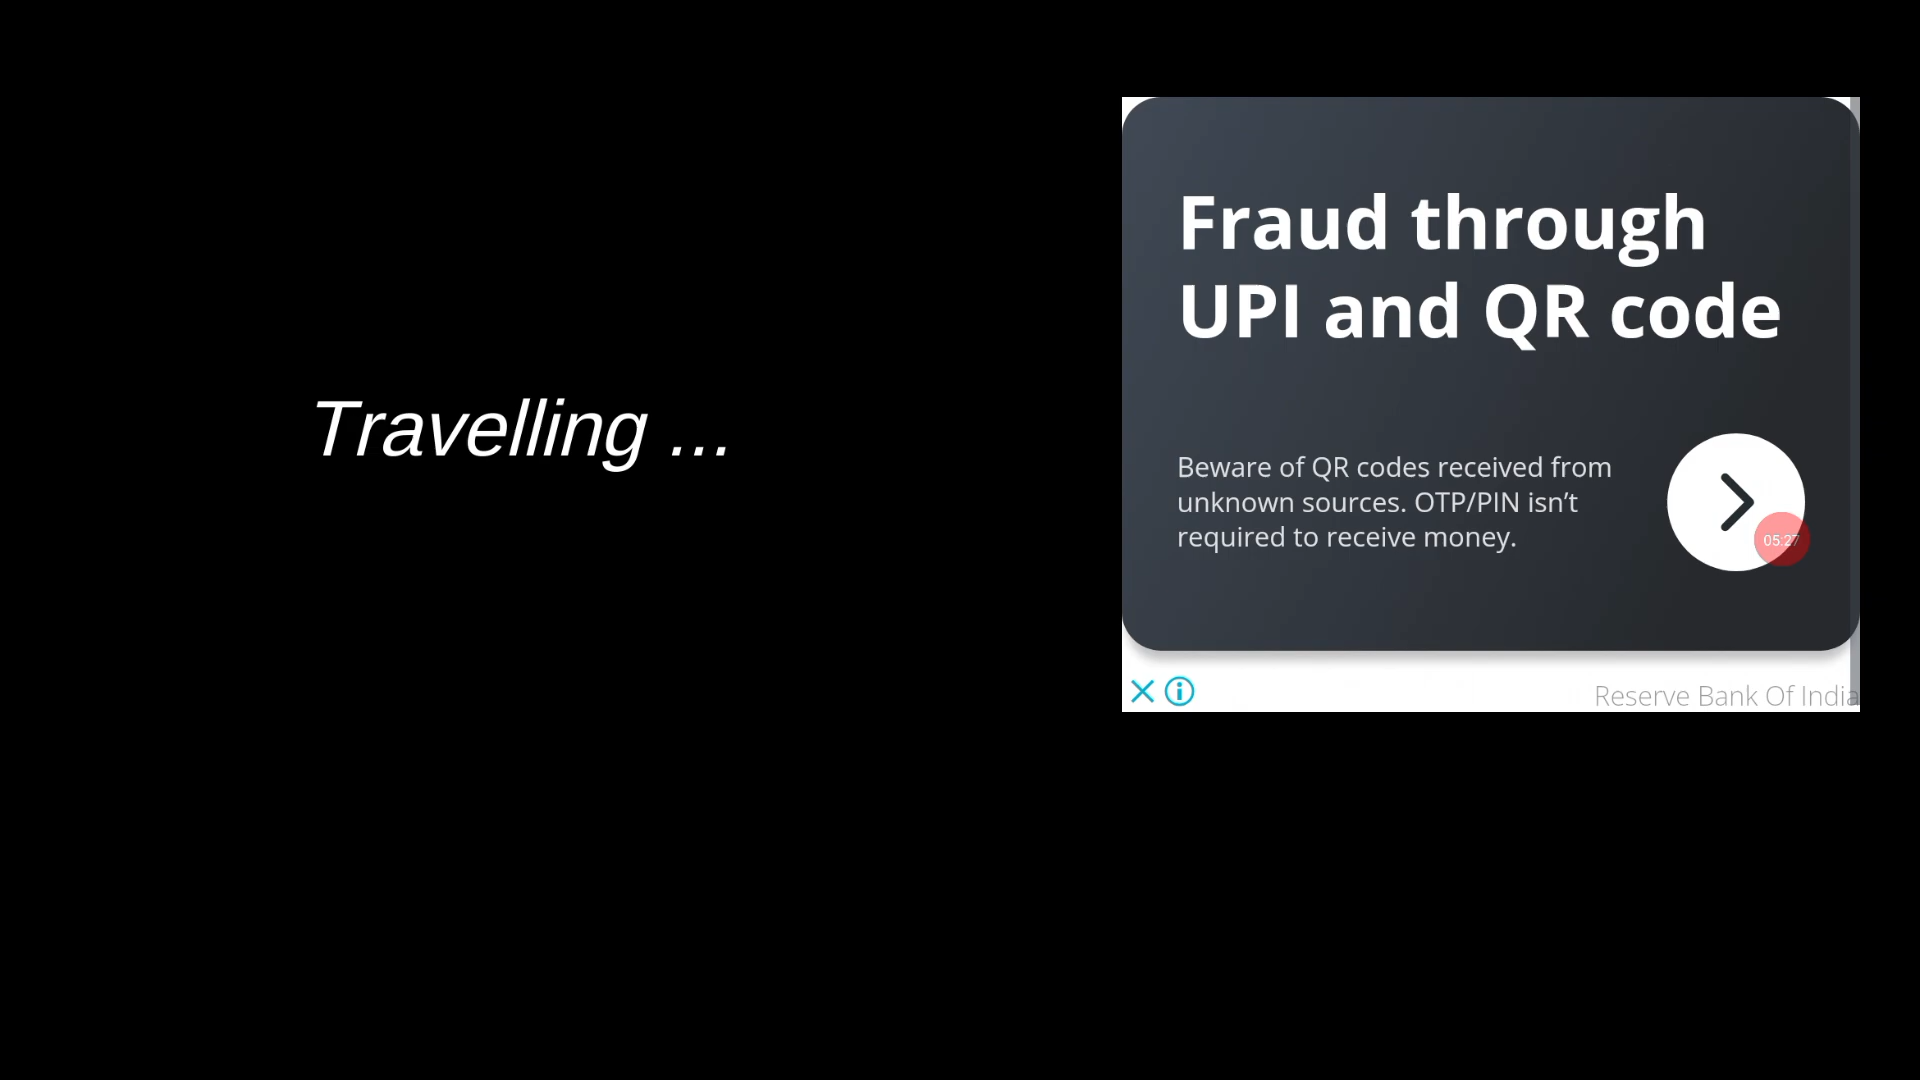 Travelling ...
Fraud through
UPI and QR code
Beware of QR codes received from
unknown sources. OTP/PIN isn’t
required to receive money.
05:27
Reserve Bank Of India